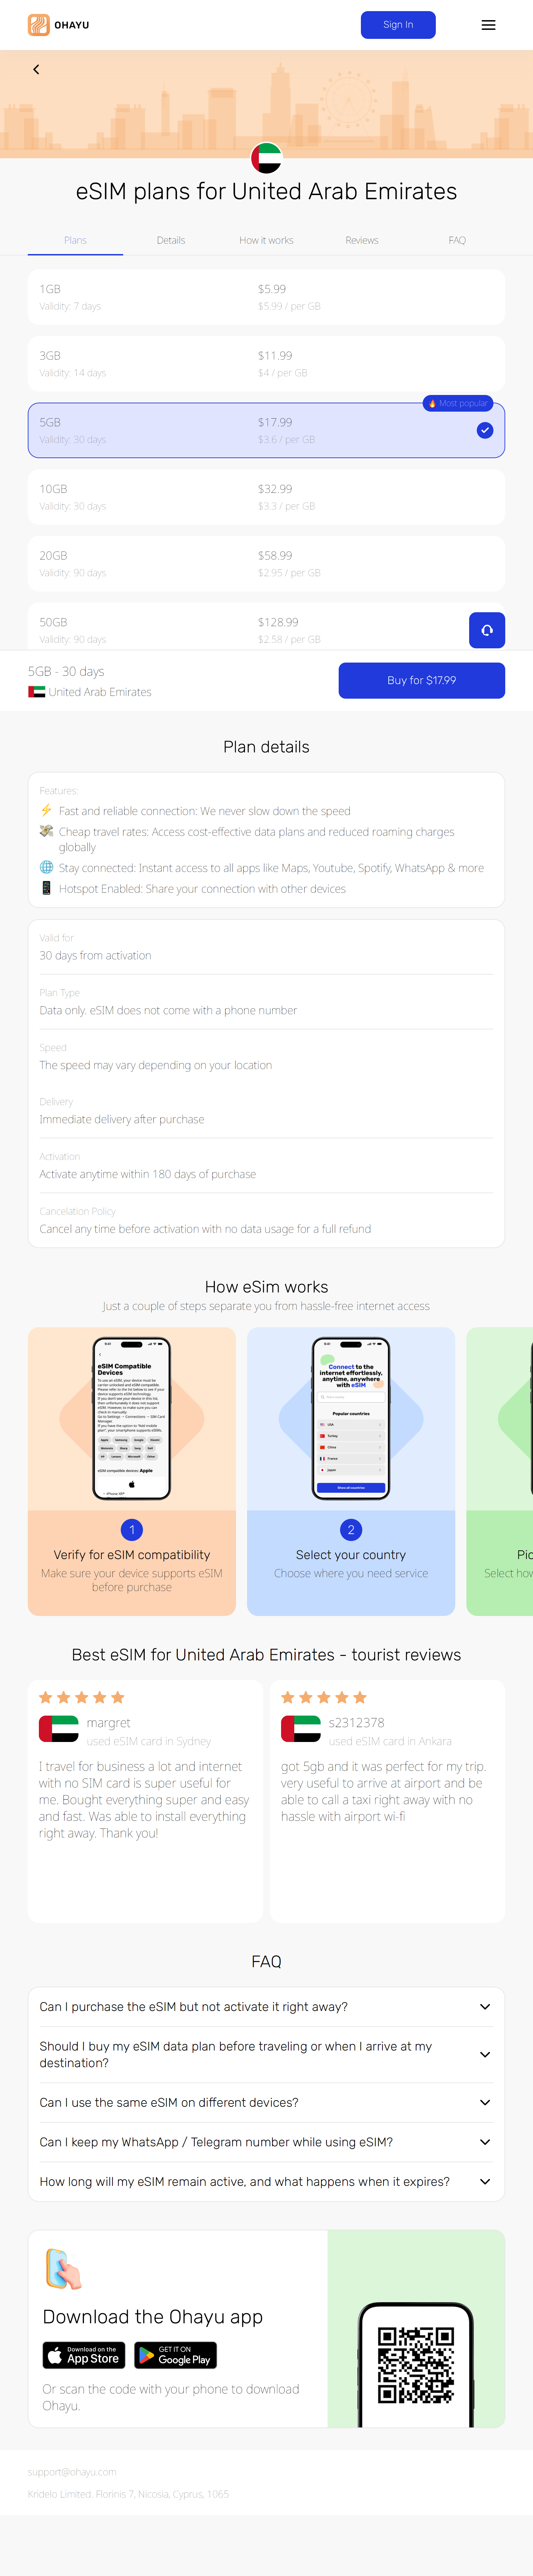 OHAYU
Sign In
eSIM plans for United Arab Emirates
Plans
Details
How it works
Reviews
FAQ
1GB
$5.99
Validity: 7 days
$5.99 / per GB
3GB
$11.99
Validity: 14 days
$4 / per GB
🔥 Most popular
5GB
$17.99
Validity: 30 days
$3.6 / per GB
10GB
$32.99
Validity: 30 days
$3.3 / per GB
20GB
$58.99
Validity: 90 days
$2.95 / per GB
50GB
$128.99
Validity: 90 days
$2.58 / per GB
5GB - 30 days
United Arab Emirates
Buy for $17.99
Plan details
Features:
Fast and reliable connection: We never slow down the speed
Cheap travel rates: Access cost-effective data plans and reduced roaming charges
globally
Stay connected: Instant access to all apps like Maps, Youtube, Spotify, WhatsApp & more
Hotspot Enabled: Share your connection with other devices
Valid for
30 days from activation
Plan Type
Data only. eSIM does not come with a phone number
Speed
The speed may vary depending on your location
Delivery
Immediate delivery after purchase
Activation
Activate anytime within 180 days of purchase
Cancelation Policy
Cancel any time before activation with no data usage for a full refund
How eSim works
Just a couple of steps separate you from hassle-free internet access
eSIM Compatible
Devices
eSIM compatible devices: Apple
1
Verify for eSIM compatibility
Make sure your device supports eSIM
before purchase
Connect to the
internet effortlessly,
anytime, anywhere
with eSIM
Popular countries
USA
Turkey
China
France
Japan
Show all countries
2
Select your country
Choose where you need service
Pic
Select how
Best eSIM for United Arab Emirates - tourist reviews
margret
used eSIM card in Sydney
I travel for business a lot and internet
with no SIM card is super useful for
me. Bought everything super and easy
and fast. Was able to install everything
right away. Thank you!
s2312378
used eSIM card in Ankara
got 5gb and it was perfect for my trip.
very useful to arrive at airport and be
able to call a taxi right away with no
hassle with airport wi-fi
FAQ
Can I purchase the eSIM but not activate it right away?
Should I buy my eSIM data plan before traveling or when I arrive at my
destination?
Can I use the same eSIM on different devices?
Can I keep my WhatsApp / Telegram number while using eSIM?
How long will my eSIM remain active, and what happens when it expires?
Download the Ohayu app
Download on the
App Store
GET IT ON
Google Play
Or scan the code with your phone to download
Ohayu.
support@ohayu.com
Kridelo Limited. Florinis 7, Nicosia, Cyprus, 1065